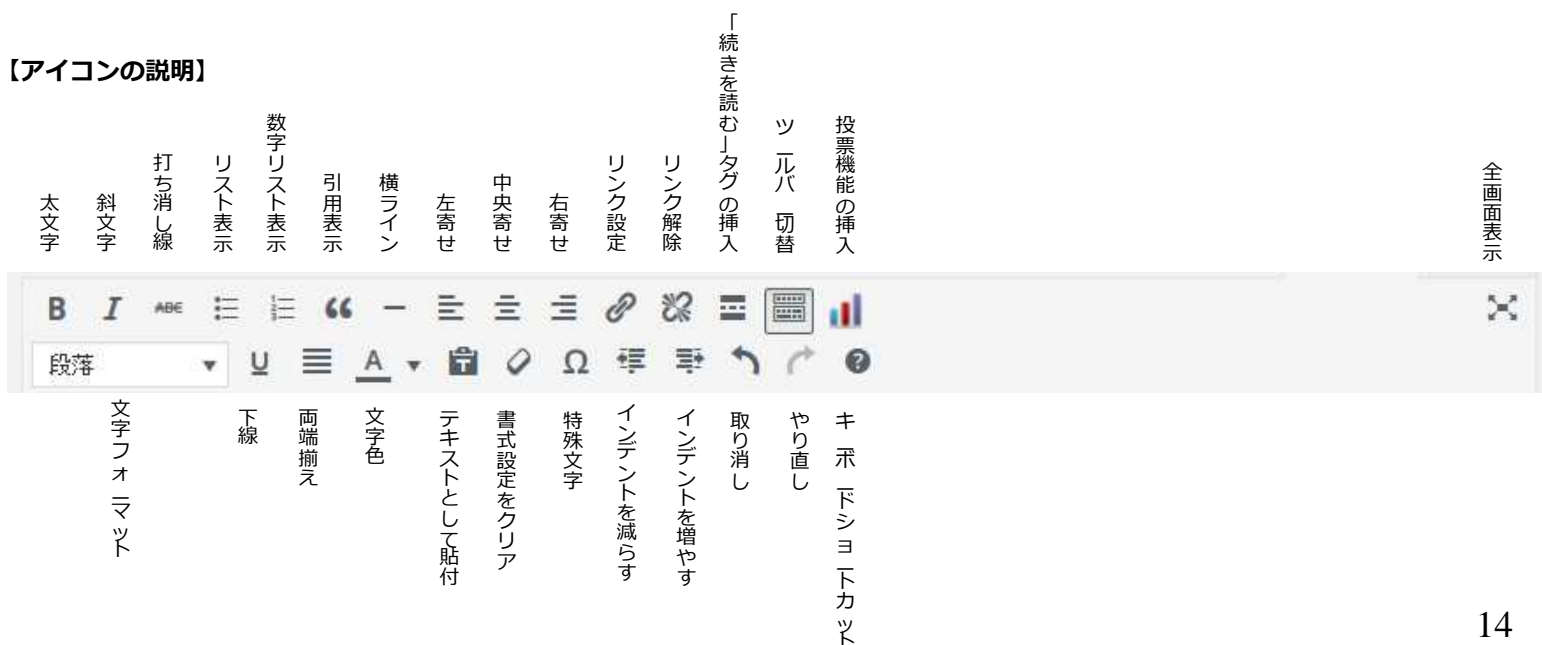 【アイコンの説明】
太文字
斜文字
打ち消し線
リスト表示
数字リスト表示
引用表示
横ライン
左寄せ
中央寄せ
右寄せ
リンク設定
リンク解除
「続きを読む」タグの挿入
ツールバー切替
投票機能の挿入
全画面表示
B I ABE
段落 U A T Ω ?
文字フォーマット
下線
両端揃え
文字色
テキストとして貼付
書式設定をクリア
特殊文字
インデントを減らす
インデントを増やす
取り消し
やり直し
キーボードショートカット
14